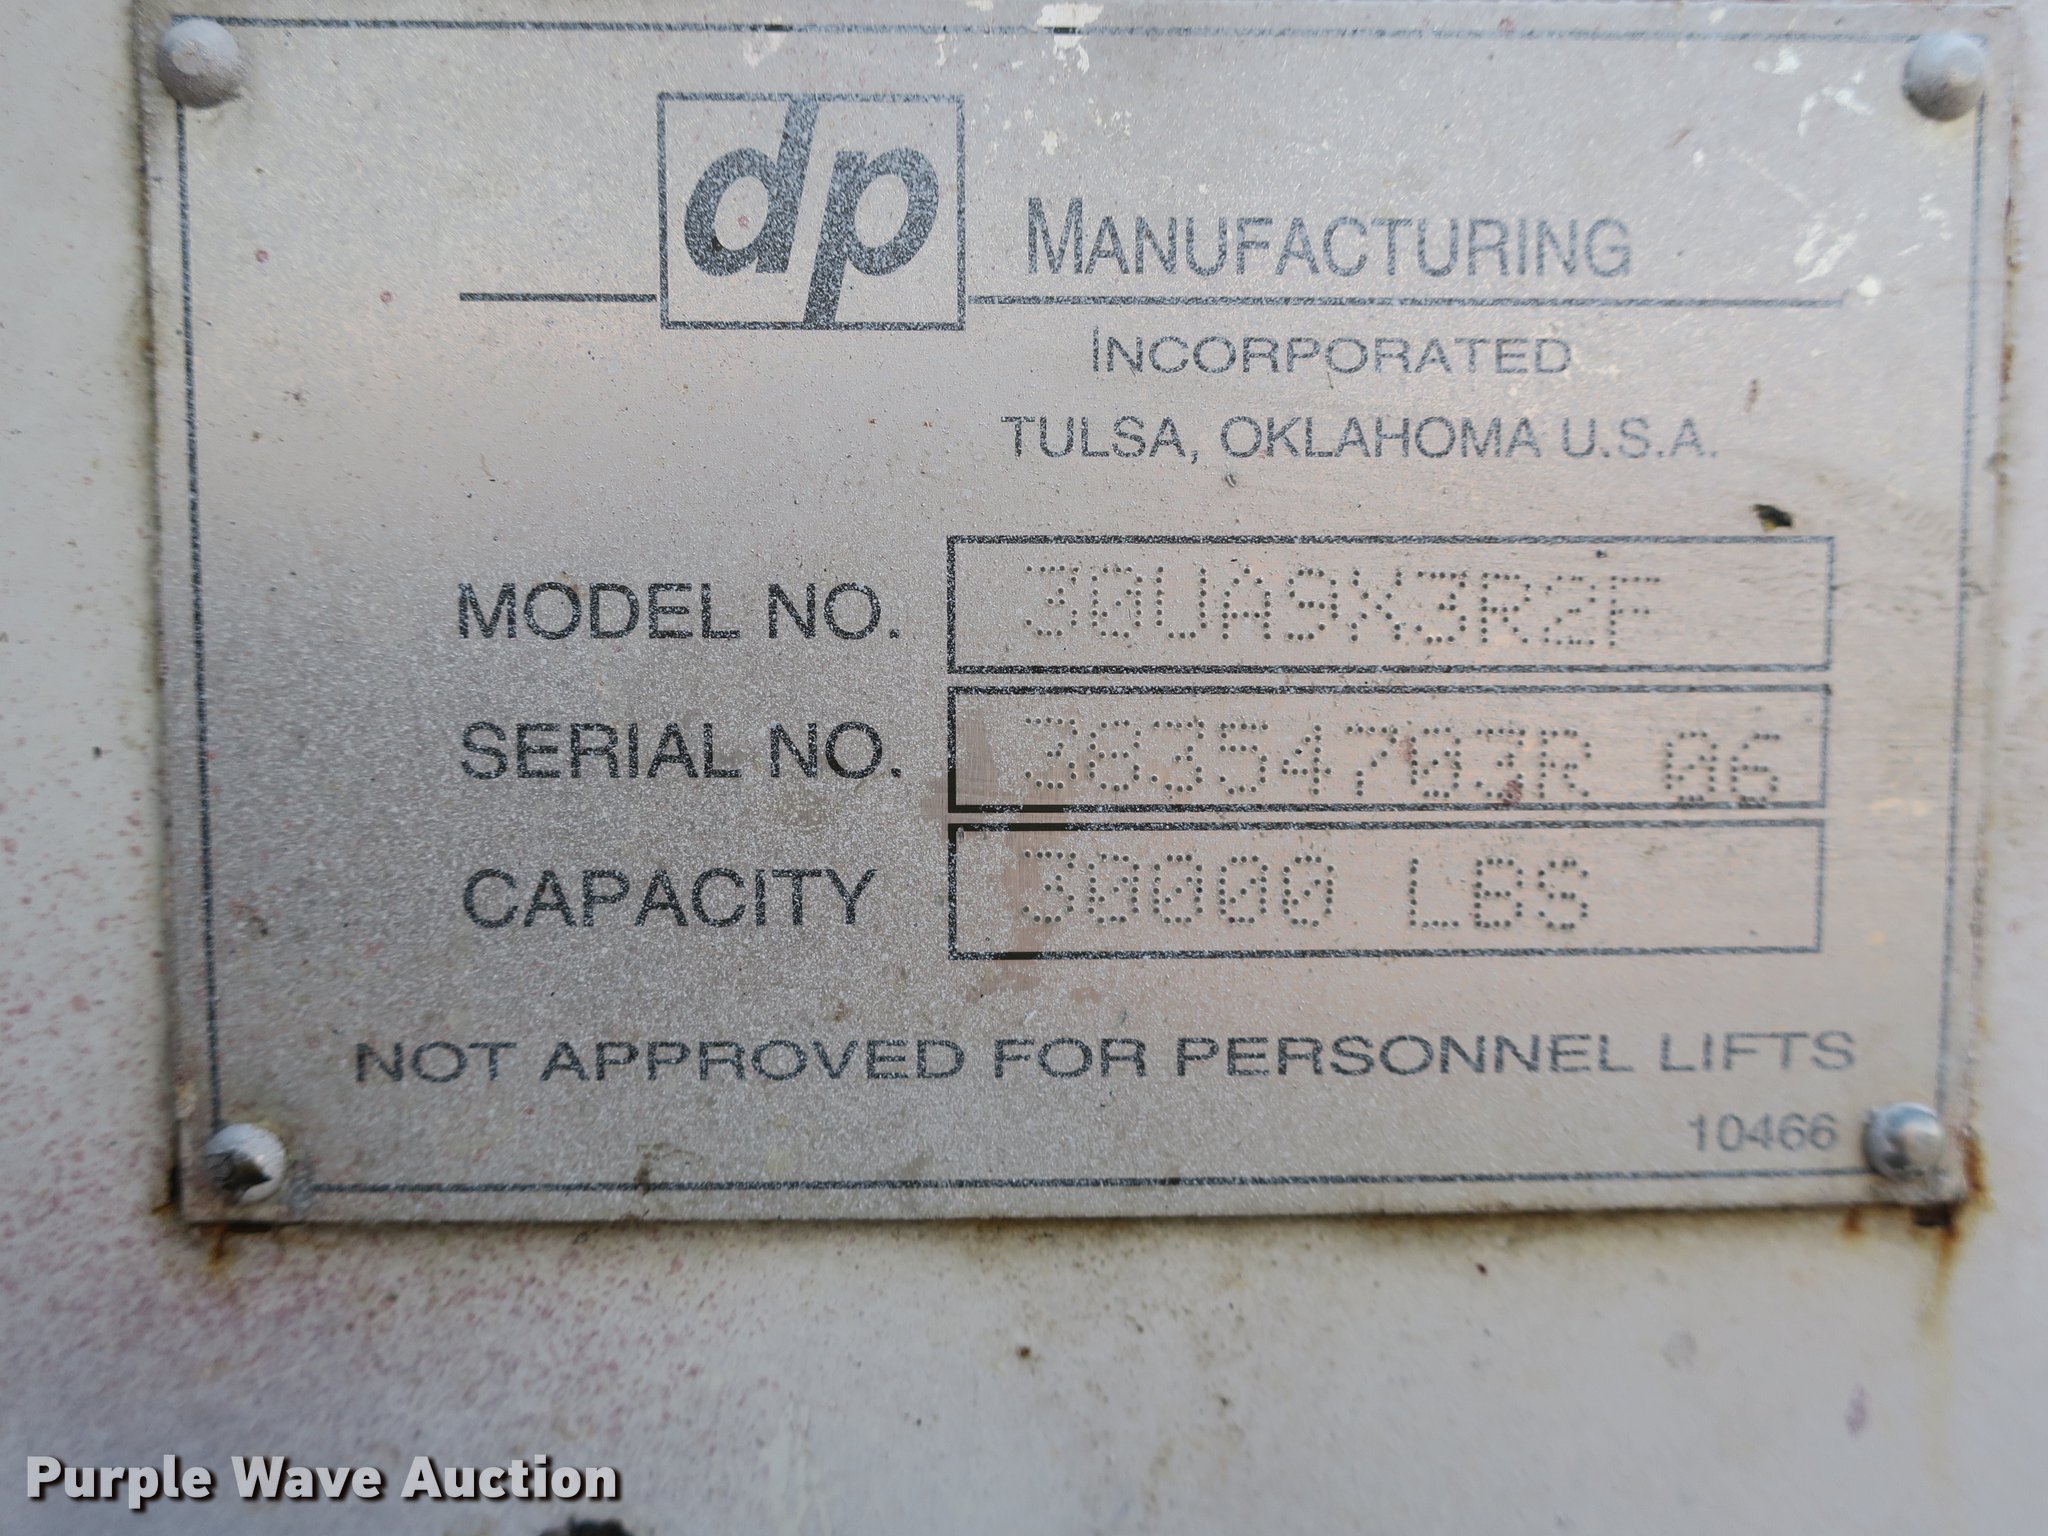 dp MANUFACTURING
INCORPORATED
TULSA, OKLAHOMA U.S.A.
MODEL NO. 30UA9X3R2F
SERIAL NO. 36354703R 06
CAPACITY 30000 LBS
NOT APPROVED FOR PERSONNEL LIFTS
10466
Purple Wave Auction